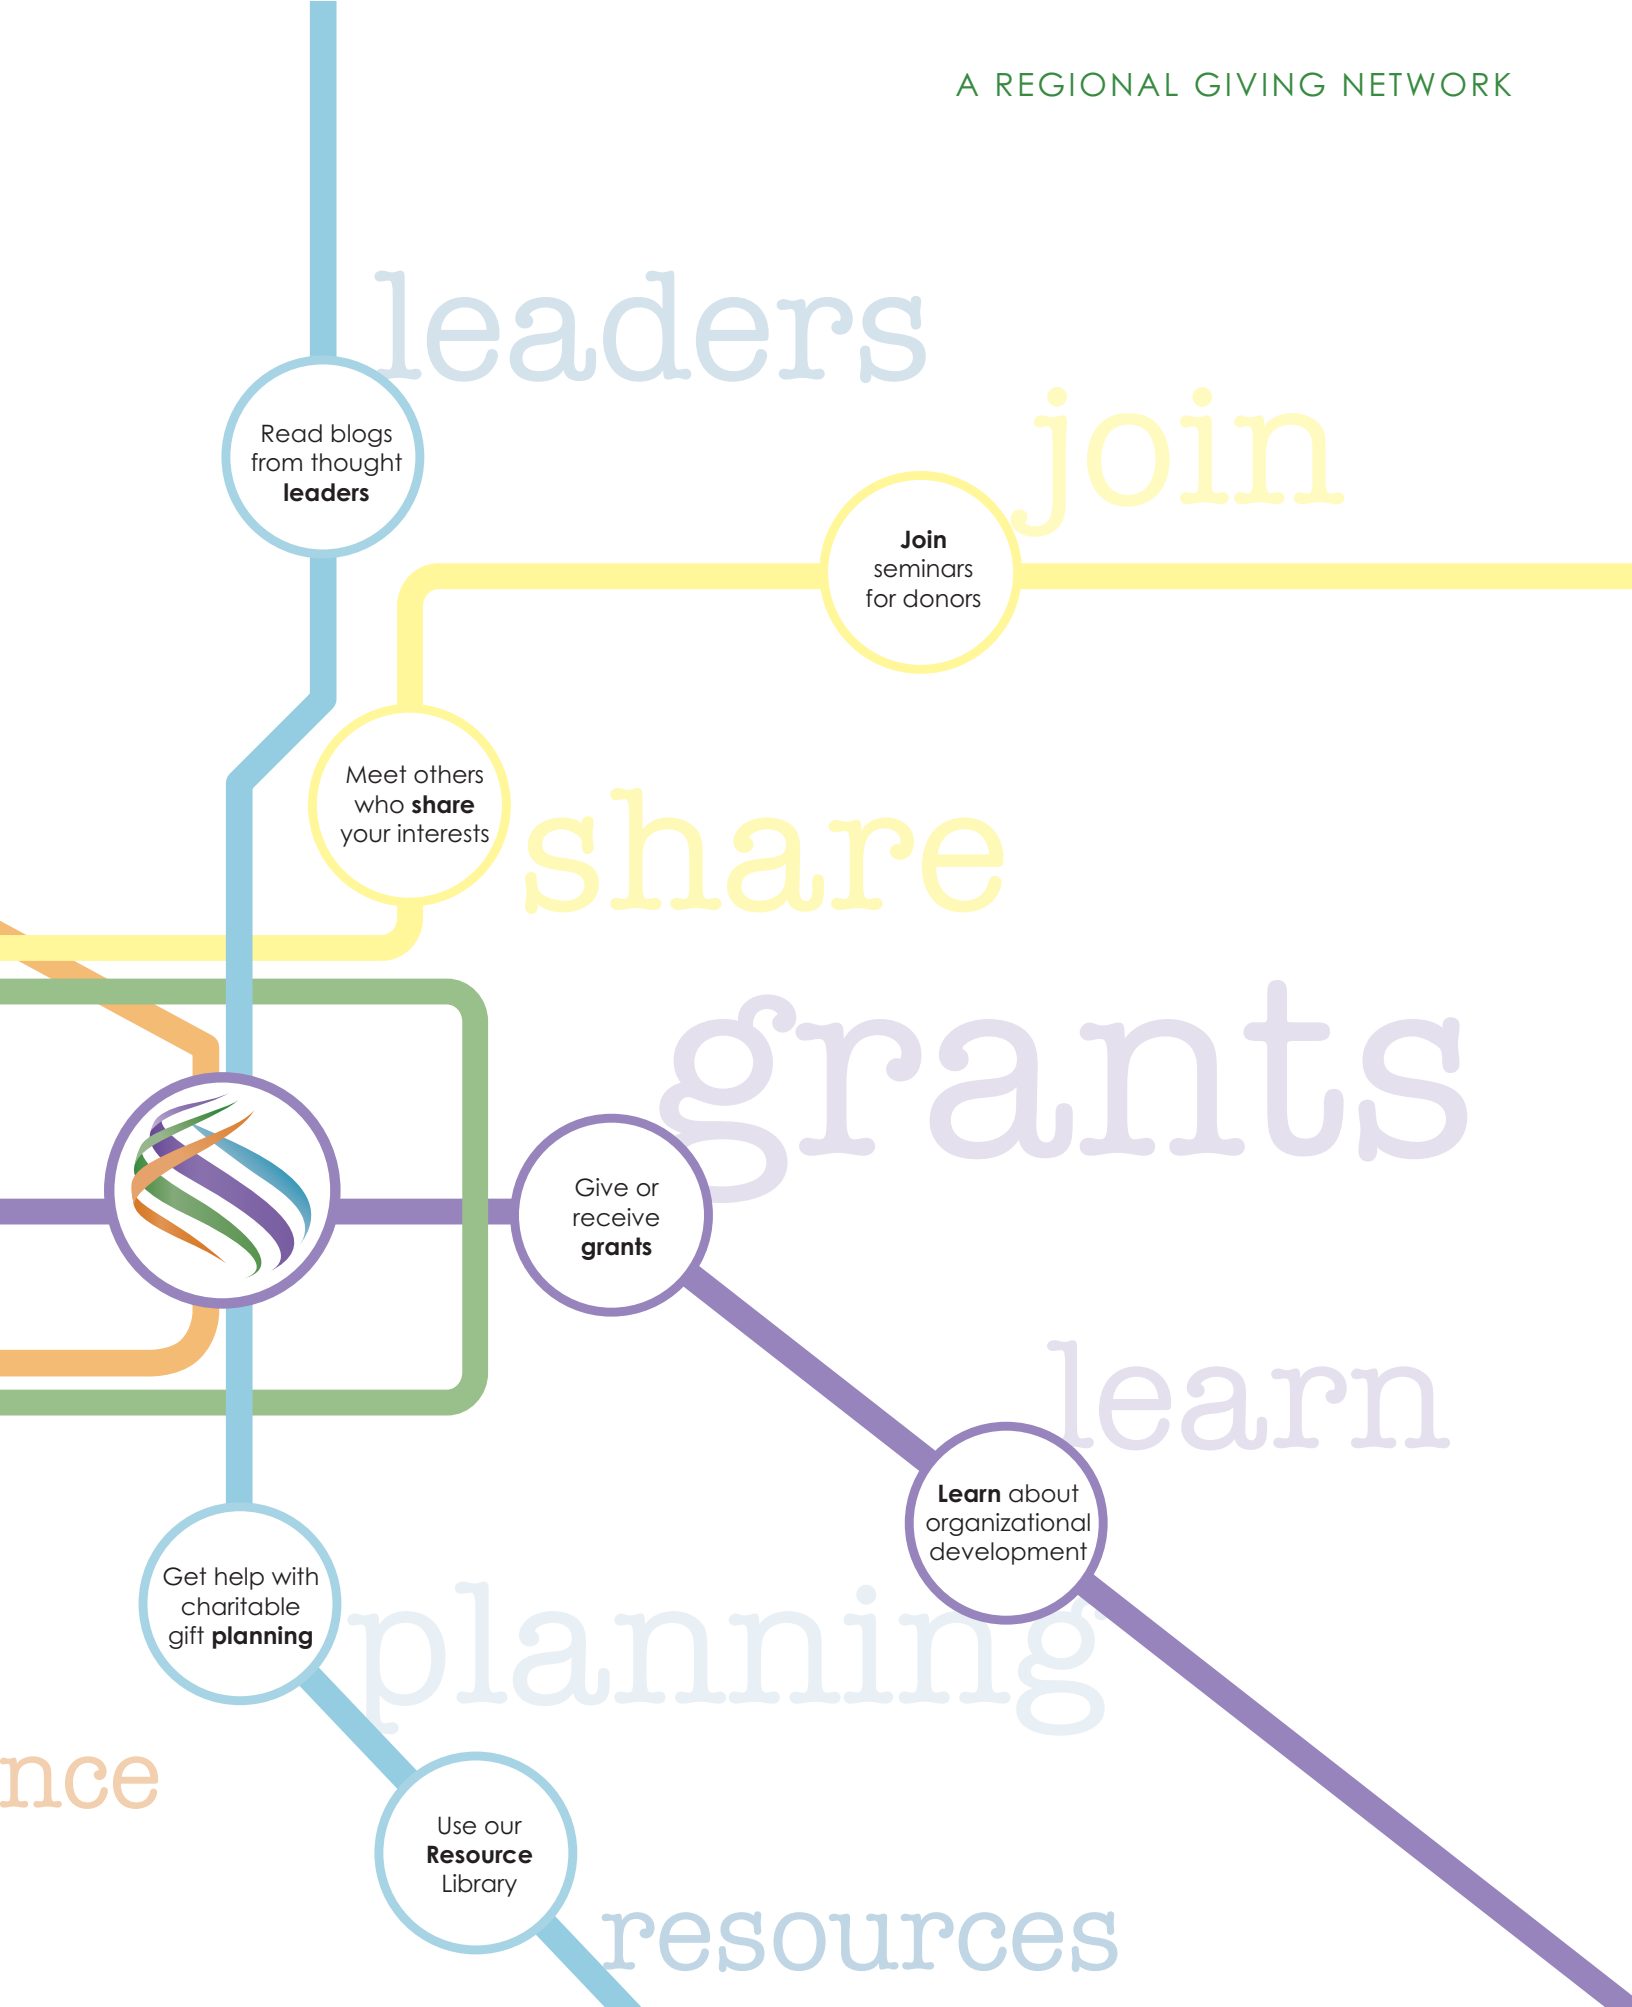 A REGIONAL GIVING NETWORK
leaders
Read blogs
from thought
leaders
join
Join
seminars
for donors
Meet others
who share
your interests
share
grants
Give or
receive
grants
learn
Learn about
organizational
development
Get help with
charitable
gift planning
planning
nce
Use our
Resource
Library
resources